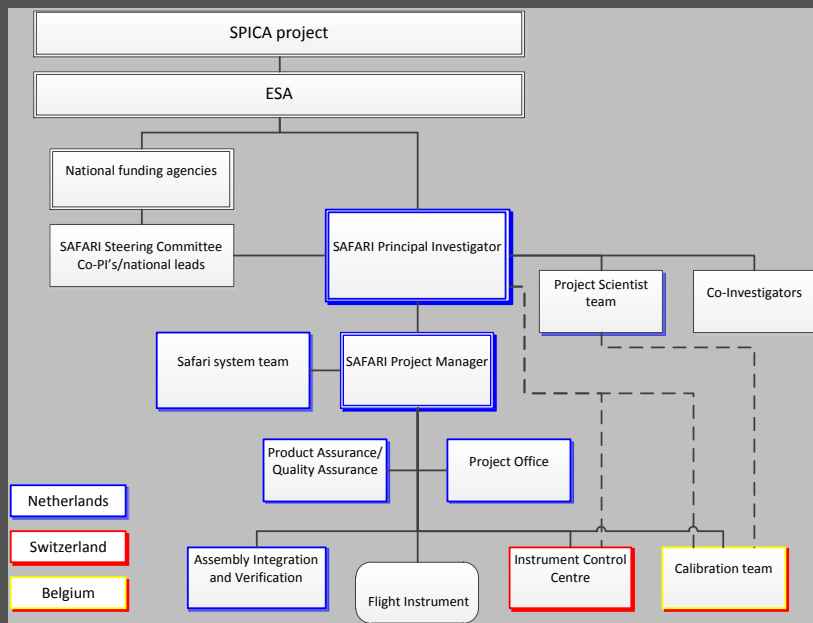 SPICA project
ESA
National funding agencies
SAFARI Steering Committee
Co-PI's/national leads
SAFARI Principal Investigator
Project Scientist
team
Co-Investigators
Safari system team
SAFARI Project Manager
Product Assurance/
Quality Assurance
Project Office
Netherlands
Switzerland
Belgium
Assembly Integration
and Verification
Flight Instrument
Instrument Control
Centre
Calibration team